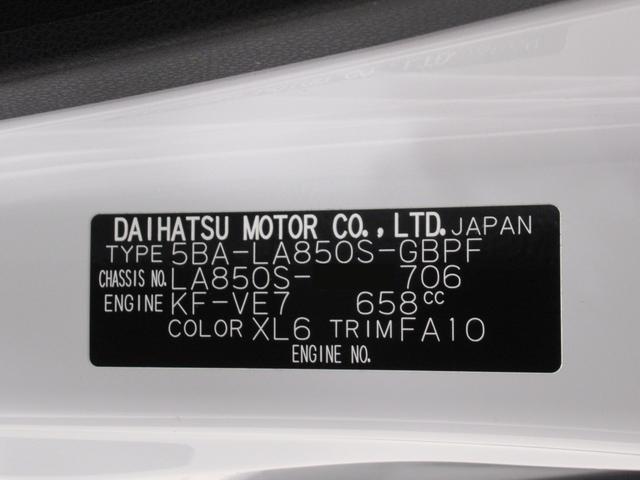 DAIHATSU MOTOR CO., LTD. JAPAN
TYPE 5BA-LA850S-GBPF
CHASSIS NO. LA850S- 706
ENGINE KF-VE7 658cc
COLOR XL6 TRIM FA10
ENGINE NO.